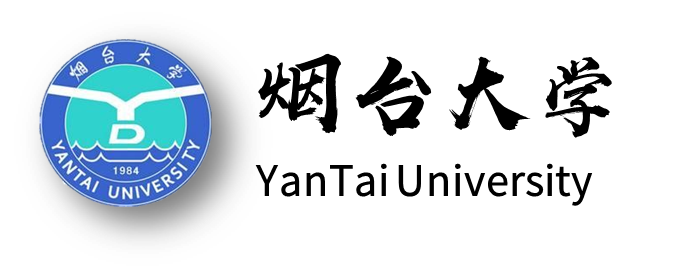 烟台大学
D
1984
YANTAI UNIVERSITY
烟台大学
YanTai University